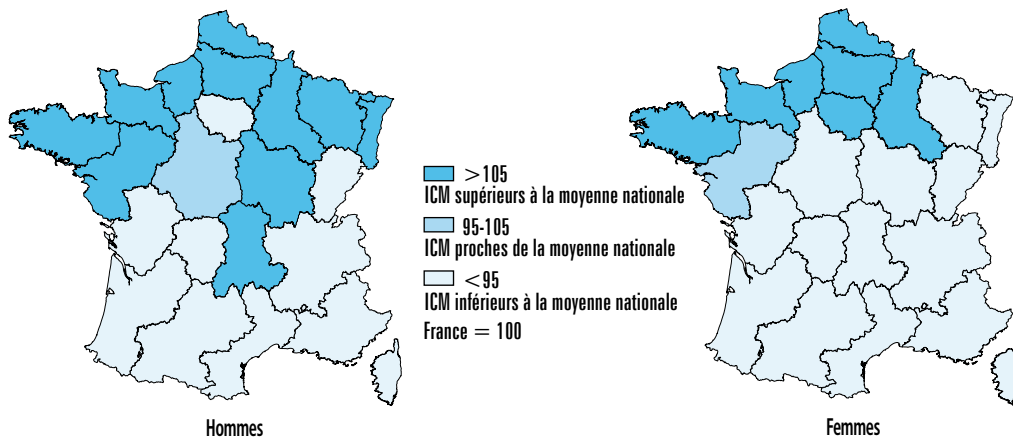 >105
ICM supérieurs à la moyenne nationale
95-105
ICM proches de la moyenne nationale
<95
ICM inférieurs à la moyenne nationale
France = 100
Hommes
Femmes